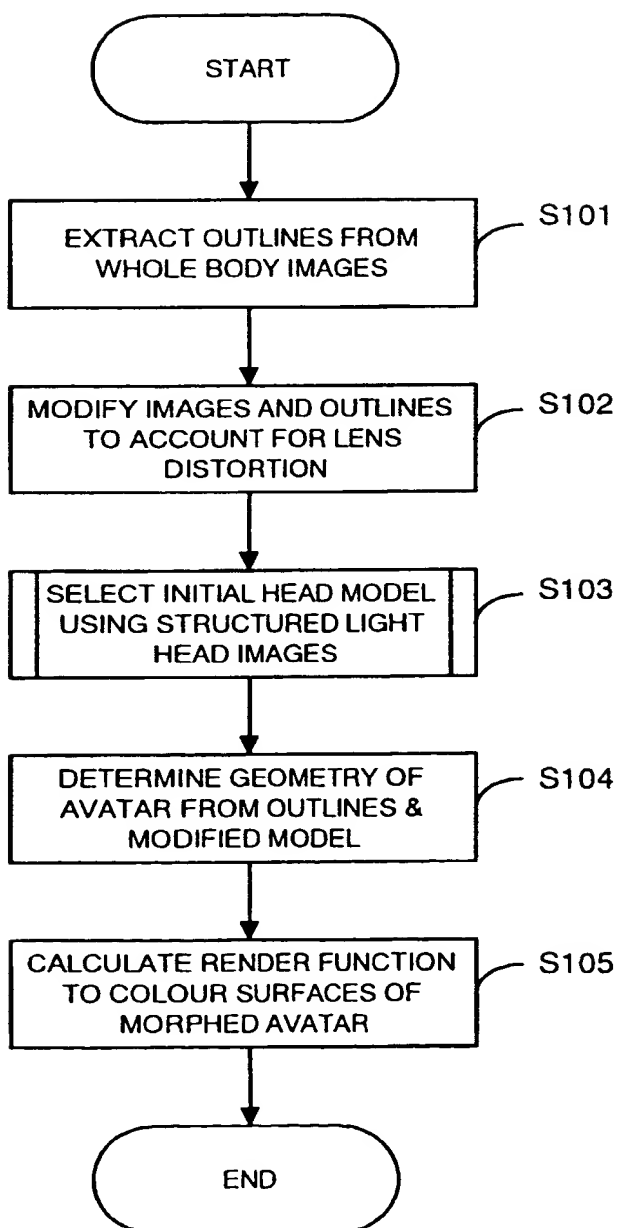 START
EXTRACT OUTLINES FROM
WHOLE BODY IMAGES
S101
MODIFY IMAGES AND OUTLINES
TO ACCOUNT FOR LENS
DISTORTION
S102
SELECT INITIAL HEAD MODEL
USING STRUCTURED LIGHT
HEAD IMAGES
S103
DETERMINE GEOMETRY OF
AVATAR FROM OUTLINES &
MODIFIED MODEL
S104
CALCULATE RENDER FUNCTION
TO COLOUR SURFACES OF
MORPHED AVATAR
S105
END